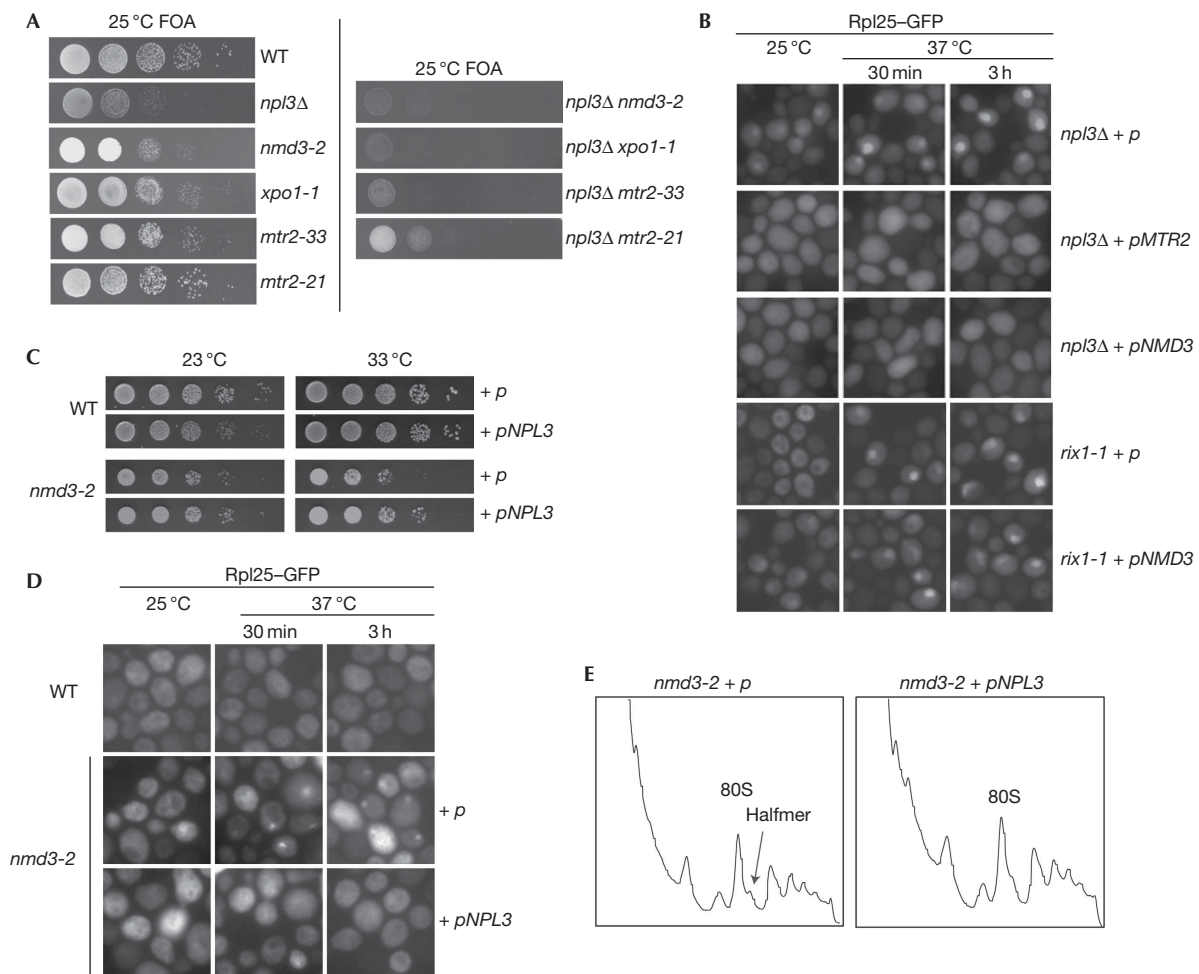 A
25 °C FOA
WT
npl3Δ
nmd3-2
xpo1-1
mtr2-33
mtr2-21
25 °C FOA
npl3Δ nmd3-2
npl3Δ xpo1-1
npl3Δ mtr2-33
npl3Δ mtr2-21
B
Rpl25–GFP
25 °C 37 °C
30 min 3 h
npl3Δ + p
npl3Δ + pMTR2
npl3Δ + pNMD3
rix1-1 + p
rix1-1 + pNMD3
C
23 °C 33 °C
WT
+ p
+ pNPL3
nmd3-2
+ p
+ pNPL3
D
Rpl25–GFP
25 °C 37 °C
30 min 3 h
WT
nmd3-2
+ p
+ pNPL3
E
nmd3-2 + p
80S
Halfmer
nmd3-2 + pNPL3
80S